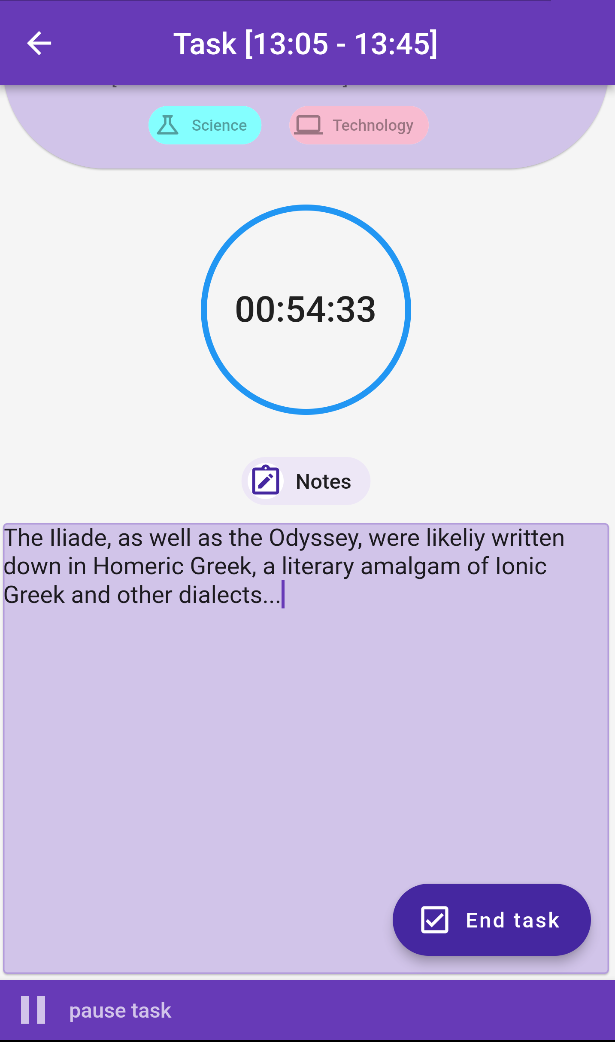 Task [13:05 - 13:45]
Science
Technology
00:54:33
Notes
The Iliade, as well as the Odyssey, were likeliy written
down in Homeric Greek, a literary amalgam of Ionic
Greek and other dialects...
End task
pause task